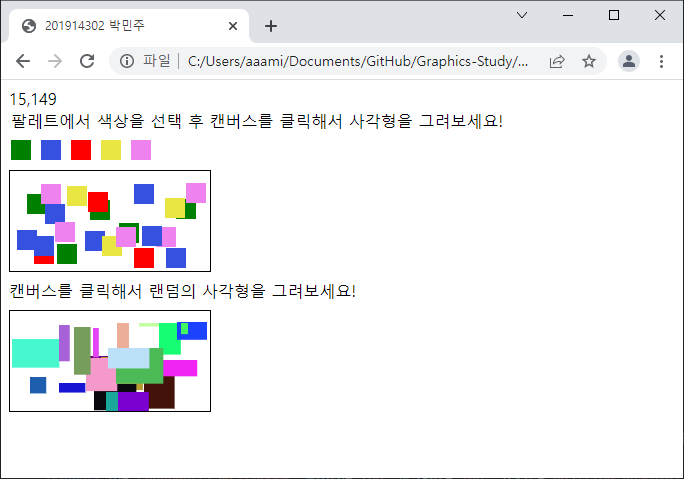 201914302 박민주
파일 C:/Users/aaami/Documents/GitHub/Graphics-Study/...
15,149
팔레트에서 색상을 선택 후 캔버스를 클릭해서 사각형을 그려보세요!
캔버스를 클릭해서 랜덤의 사각형을 그려보세요!